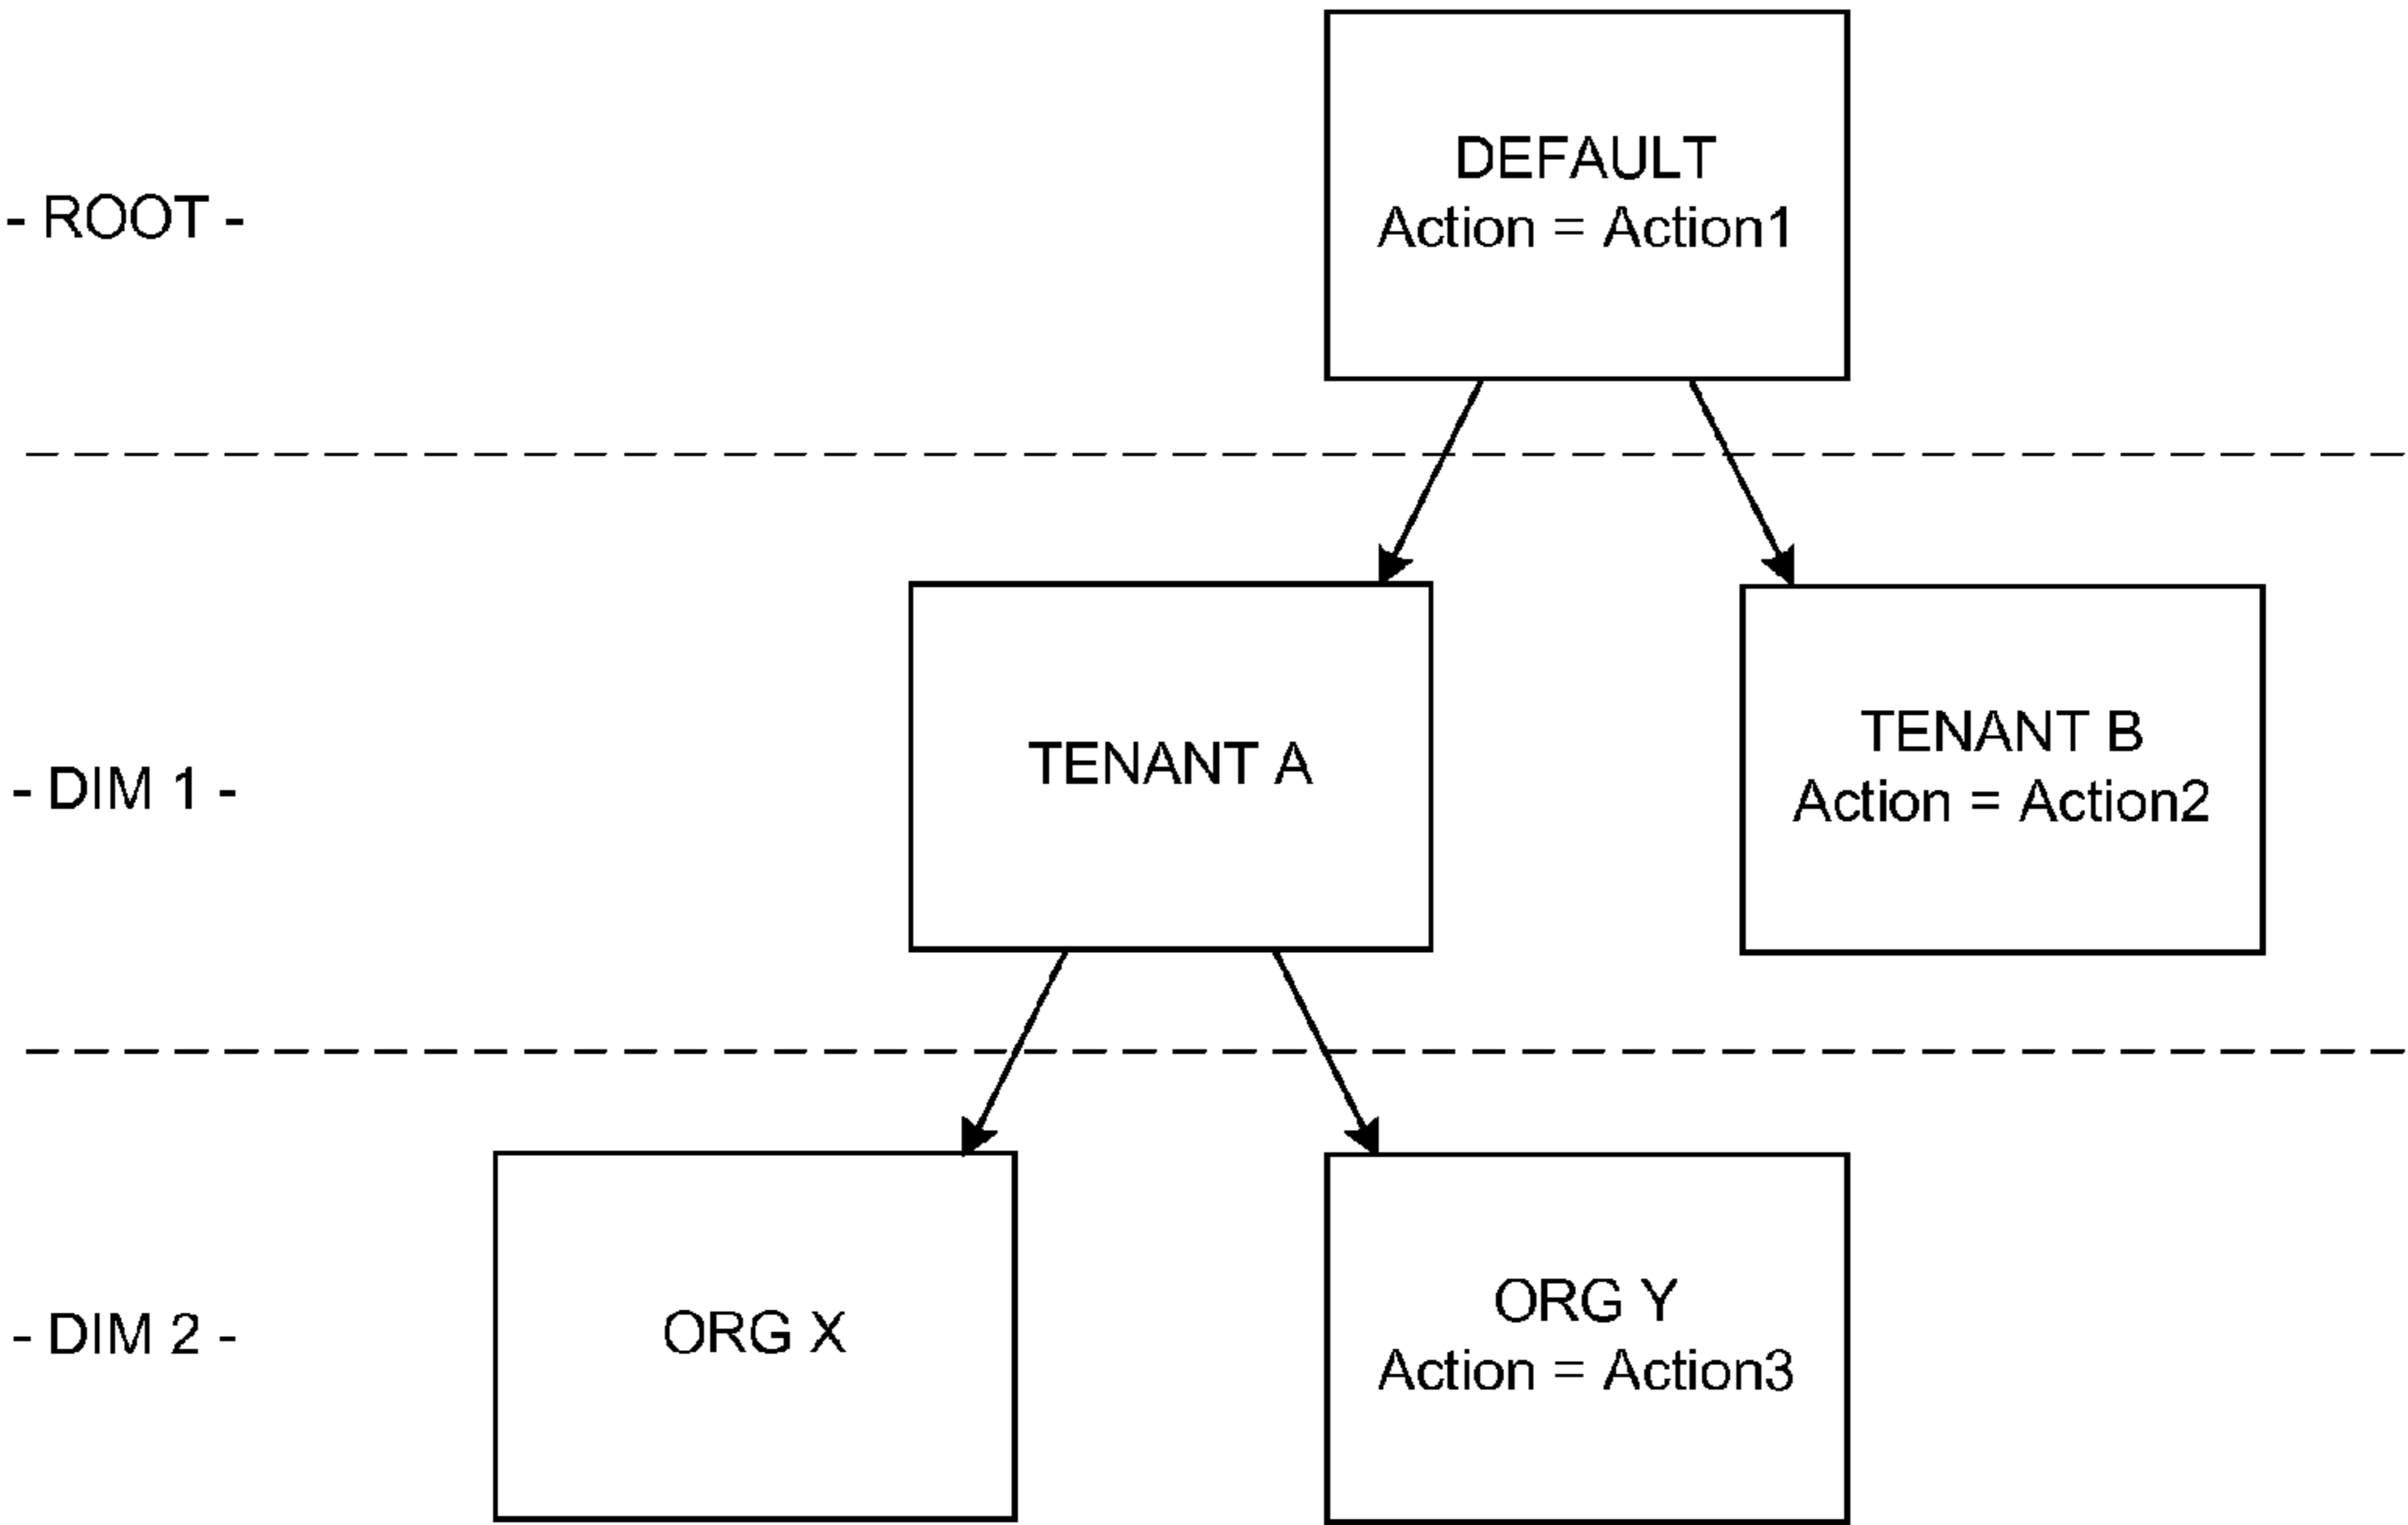 - ROOT -
DEFAULT
Action = Action1
- DIM 1 -
TENANT A
TENANT B
Action = Action2
- DIM 2 -
ORG X
ORG Y
Action = Action3